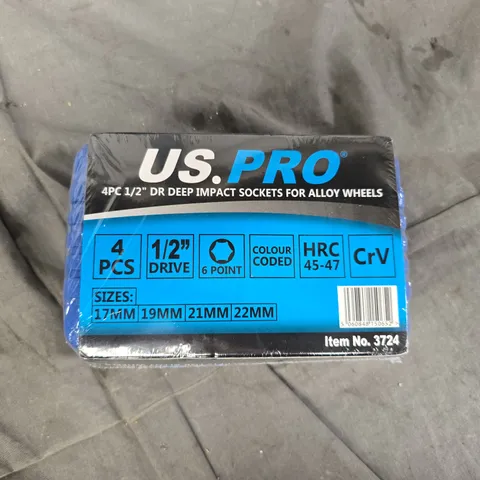 US.PRO®
4PC 1/2" DR DEEP IMPACT SOCKETS FOR ALLOY WHEELS
4 PCS
1/2” DRIVE
6 POINT
COLOUR CODED
HRC 45-47
CrV
SIZES:
17MM 19MM 21MM 22MM
Item No. 3724